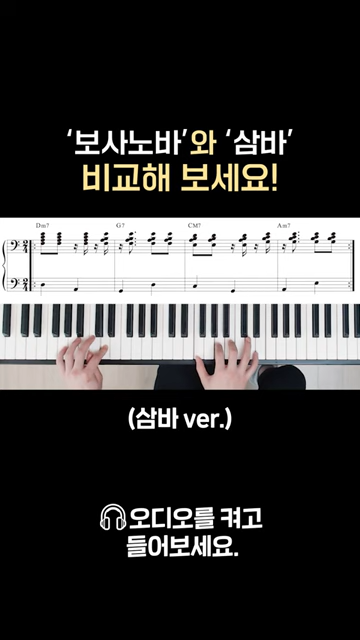 ‘보사노바’와 ‘삼바’
비교해 보세요!
Dm7 G7 CM7 Am7
(삼바 ver.)
오디오를 켜고
들어보세요.